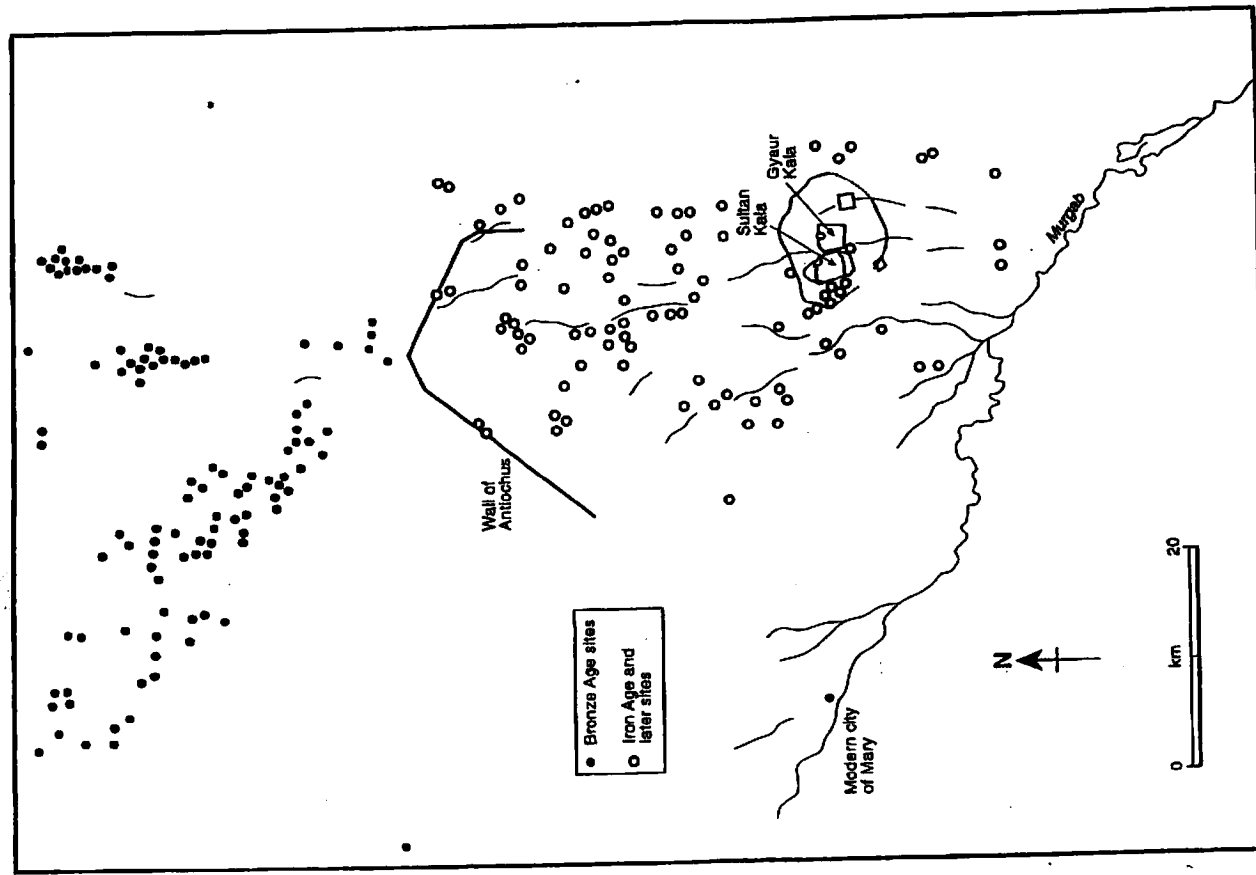 Wall of
Antiochus
Sultan
Kala
Gyaur
Kala
Murgab
Bronze Age sites
Iron Age and
later sites
Modern city
of Mary
N
0
km
20